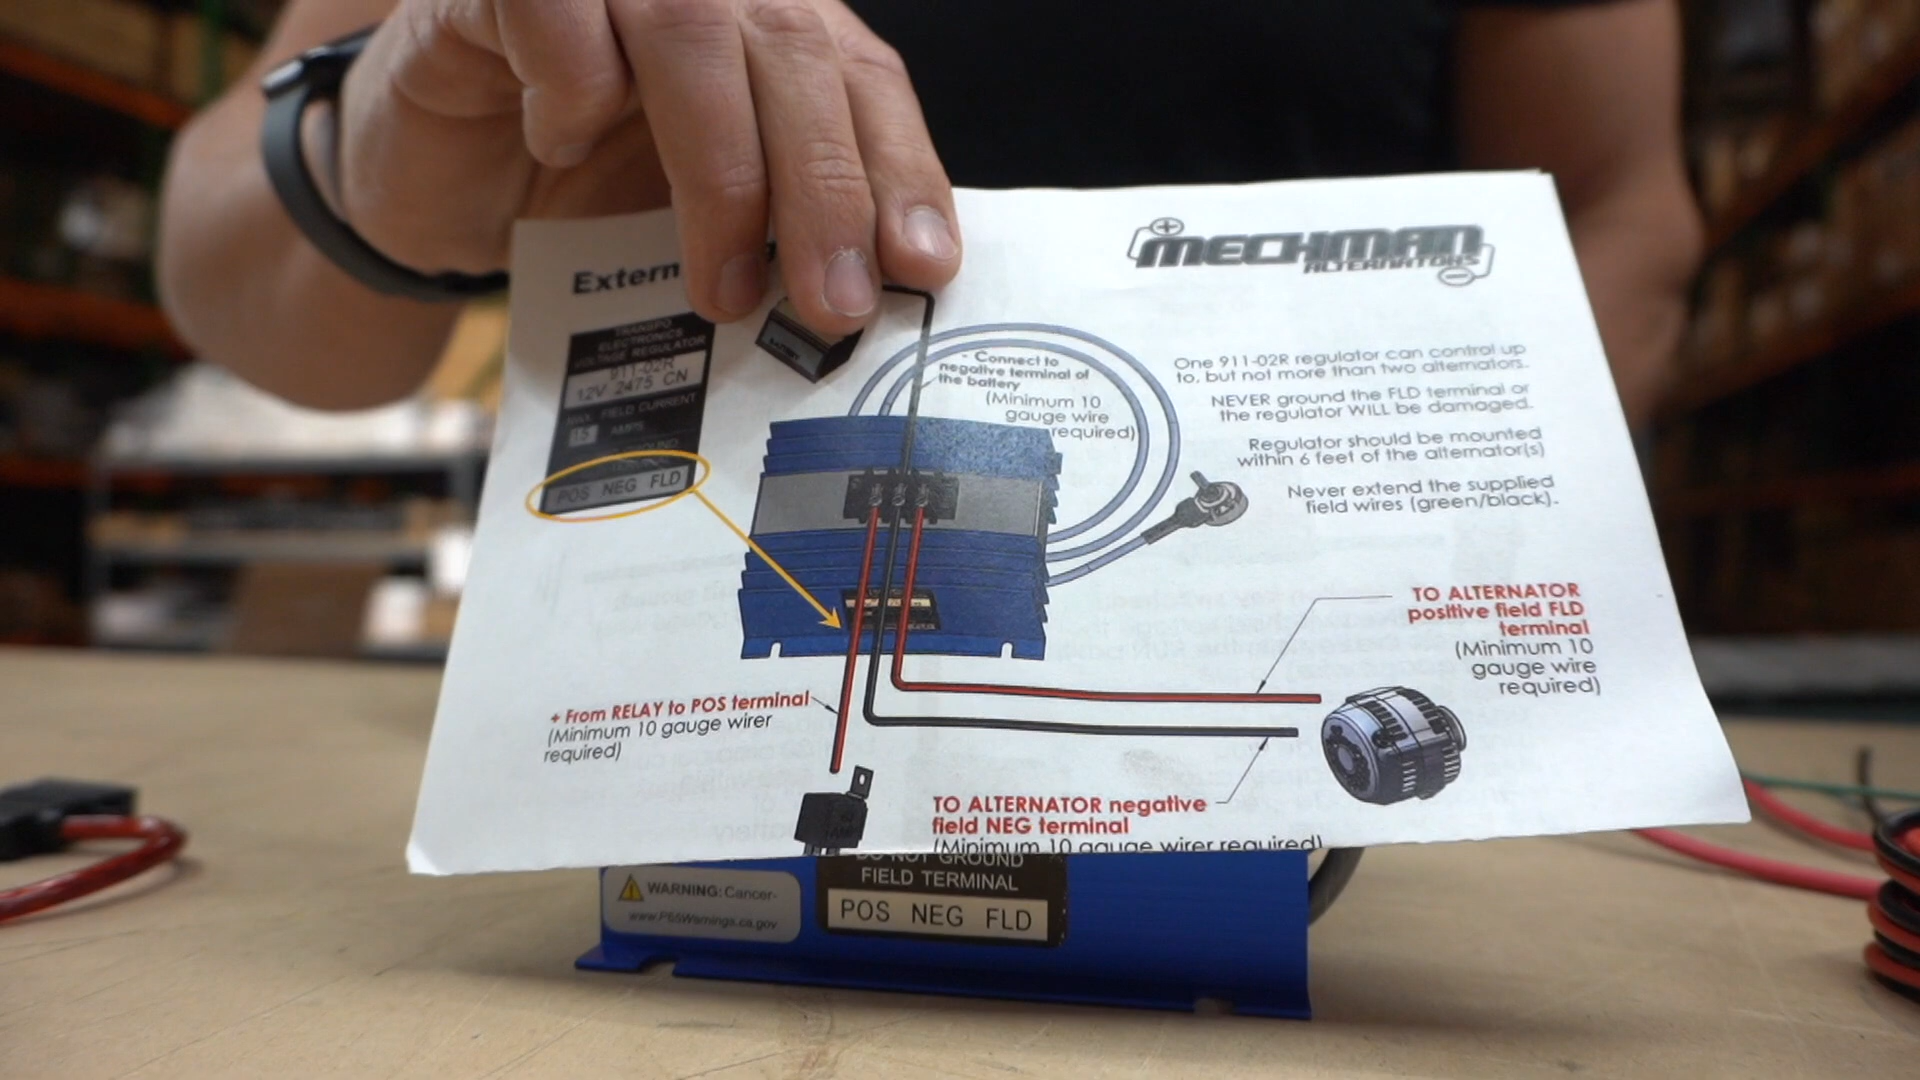 Extern
MECHMAN
ALTERNATORS
TRANSPO
ELECTRONICS
VOLTAGE REGULATOR
911-02R
12V 2475 CN
MAX. FIELD CURRENT
15 AMPS
GROUND
POS NEG FLD
BATTERY
- Connect to
negative terminal of
the battery
(Minimum 10
gauge wire
required)
One 911-02R regulator can control up
to, but not more than two alternators.
NEVER ground the FLD terminal or
the regulator WILL be damaged.
Regulator should be mounted
within 6 feet of the alternator(s)
Never extend the supplied
field wires (green/black).
TO ALTERNATOR
positive field FLD
terminal
(Minimum 10
gauge wire
required)
+ From RELAY to POS terminal
(Minimum 10 gauge wirer
required)
TO ALTERNATOR negative
field NEG terminal
(Minimum 10 gauge wirer required)
WARNING: Cancer-
www.P65Warnings.ca.gov
DO NOT GROUND
FIELD TERMINAL
POS NEG FLD